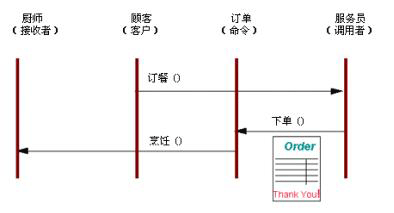 厨师
（接收者）
顾客
（客户）
订单
（命令）
服务员
（调用者）
订餐（）
下单（）
烹饪（）
Order
Thank You!